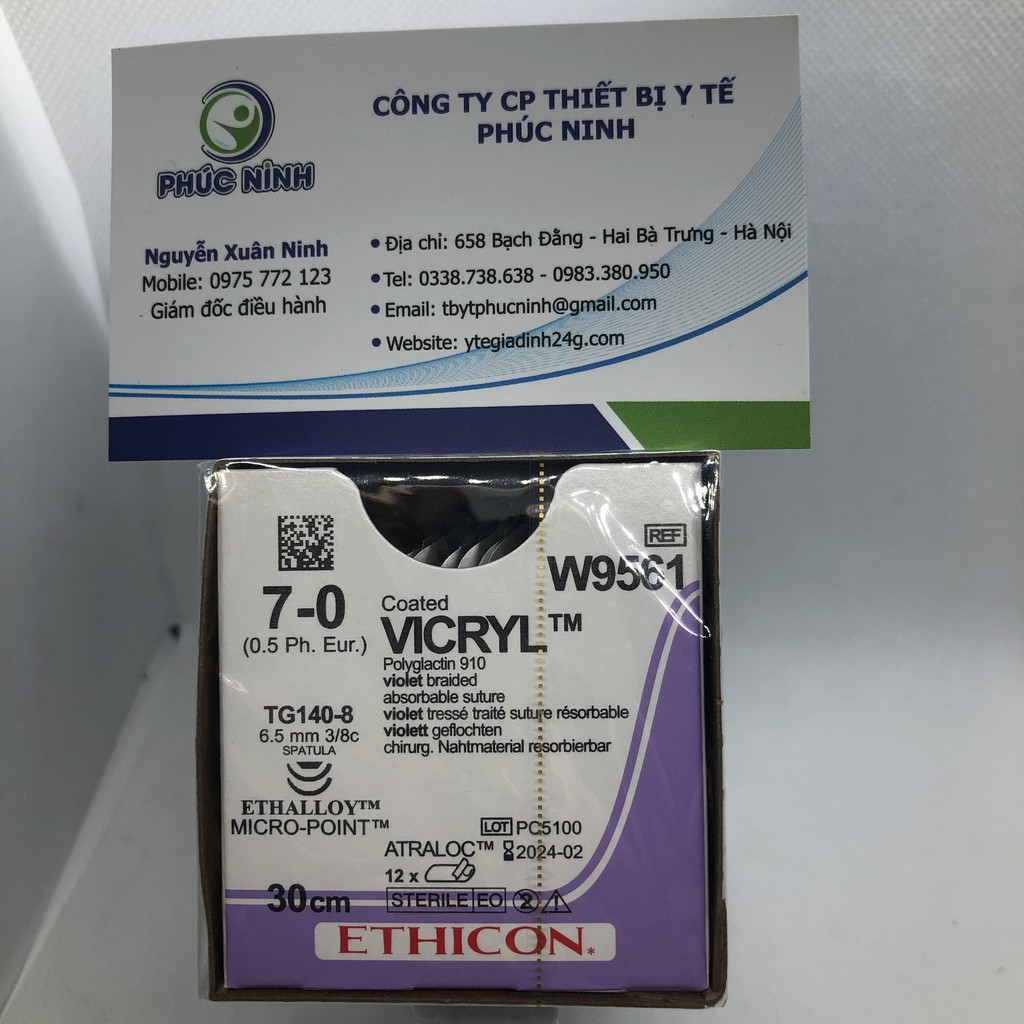 PHÚC NINH
CÔNG TY CP THIẾT BỊ Y TẾ
PHÚC NINH
Nguyễn Xuân Ninh
Mobile: 0975 772 123
Giám đốc điều hành
• Địa chỉ: 658 Bạch Đằng - Hai Bà Trưng - Hà Nội
• Tel: 0338.738.638 - 0983.380.950
• Email: tbytphucninh@gmail.com
• Website: ytegiadinh24g.com
REF
W9561
7-0
(0.5 Ph. Eur.)
Coated
VICRYL™
Polyglactin 910
violet braided
absorbable suture
violet tressé traité suture résorbable
violett geflochten
chirurg. Nahtmaterial resorbierbar
TG140-8
6.5 mm 3/8c
SPATULA
ETHALLOY™
MICRO-POINT™
LOT PC5100
ATRALOC™ 2024-02
12 x
30cm
STERILE EO 2
ETHICON*